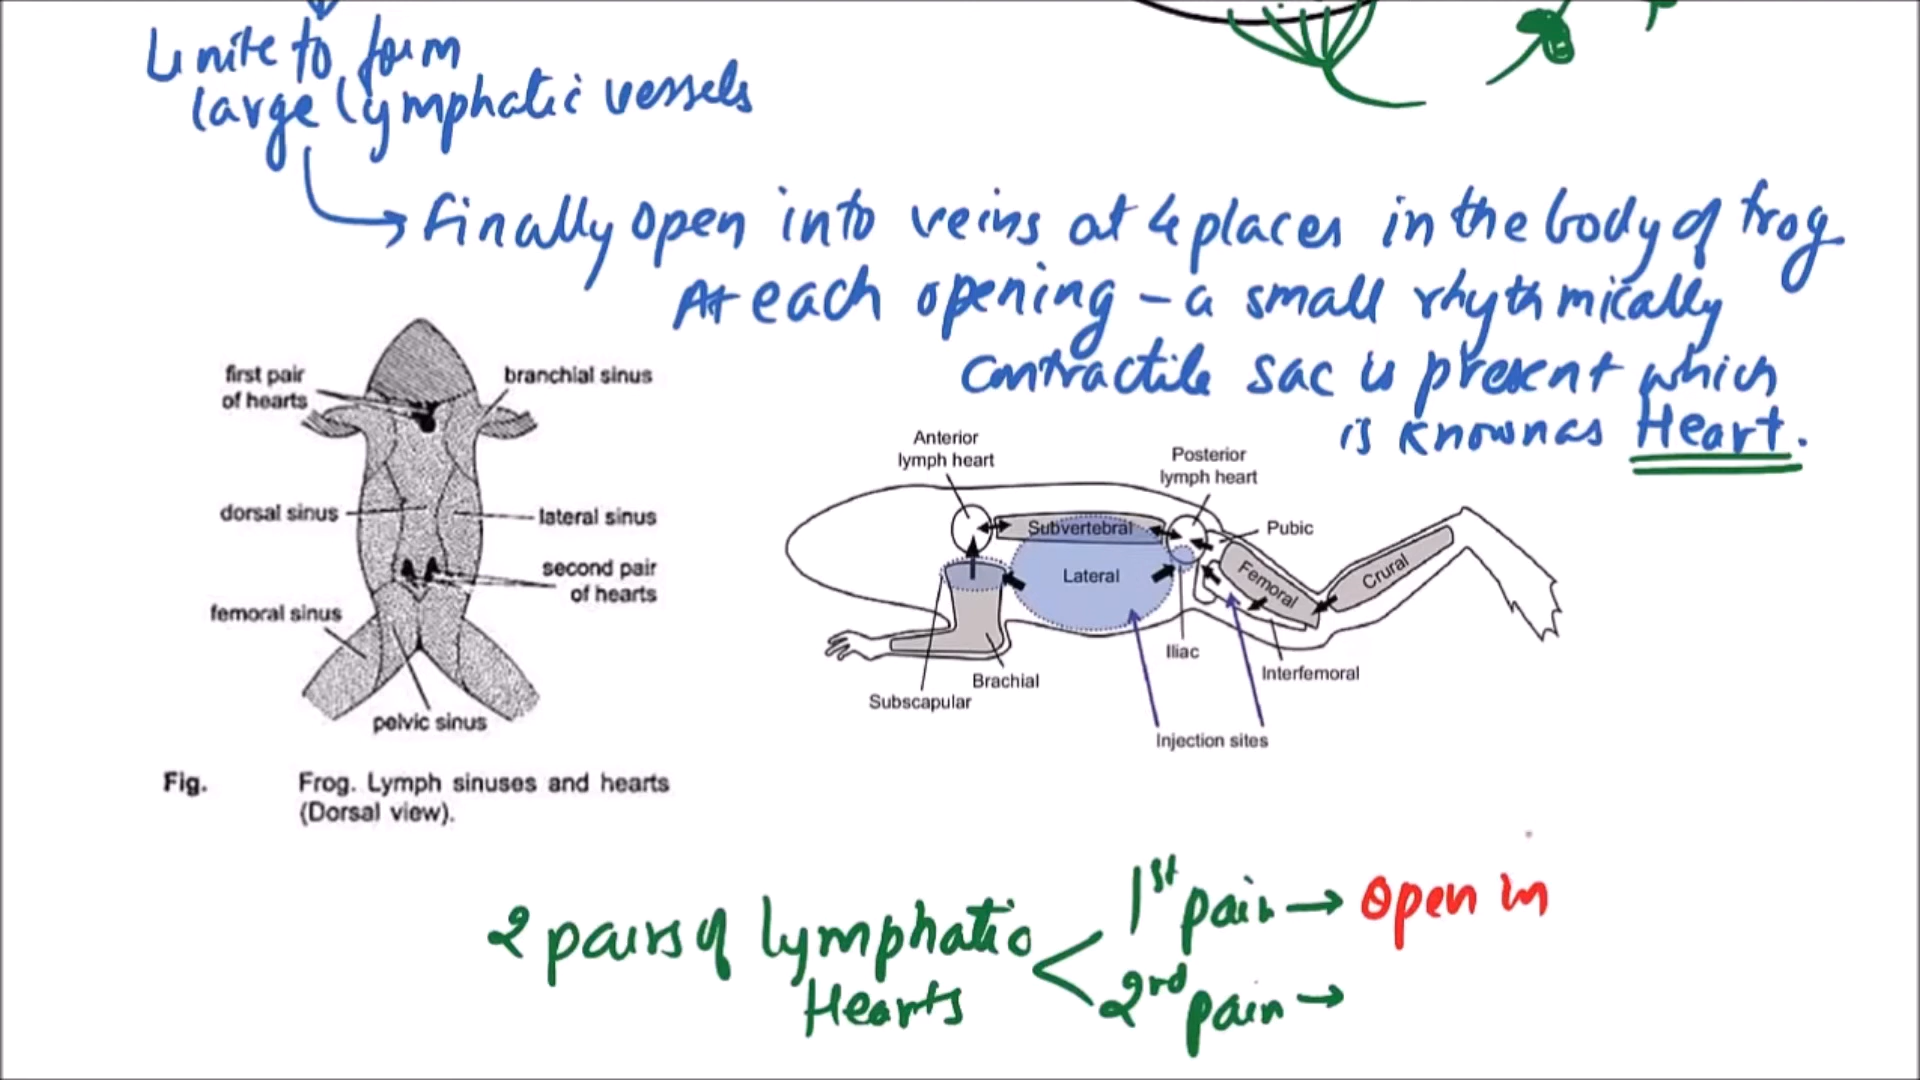 Unite to form
large lymphatic vessels
Finally open into veins at 4 places in the body of frog
At each opening - a small rhythmically
contractile sac is present which
is known as Heart.
first pair
of hearts
branchial sinus
dorsal sinus
lateral sinus
second pair
of hearts
femoral sinus
pelvic sinus
Fig. Frog. Lymph sinuses and hearts
(Dorsal view).
Anterior
lymph heart
Posterior
lymph heart
Subvertebral
Pubic
Lateral
Femoral
Crural
Iliac
Interfemoral
Brachial
Subscapular
Injection sites
2 pairs of lymphatic
Hearts
1st pair → Open in
2rd pair →